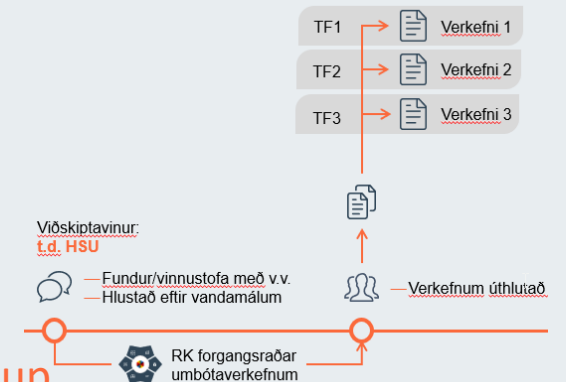 TF1
Verkefni 1
TF2
Verkefni 2
TF3
Verkefni 3
Viðskiptavinur:
t.d. HSU
Fundur/vinnustofa með v.v.
Hlustað eftir vandamálum
Verkefnum úthlutað
RK forgangsraðar
umbótaverkefnum